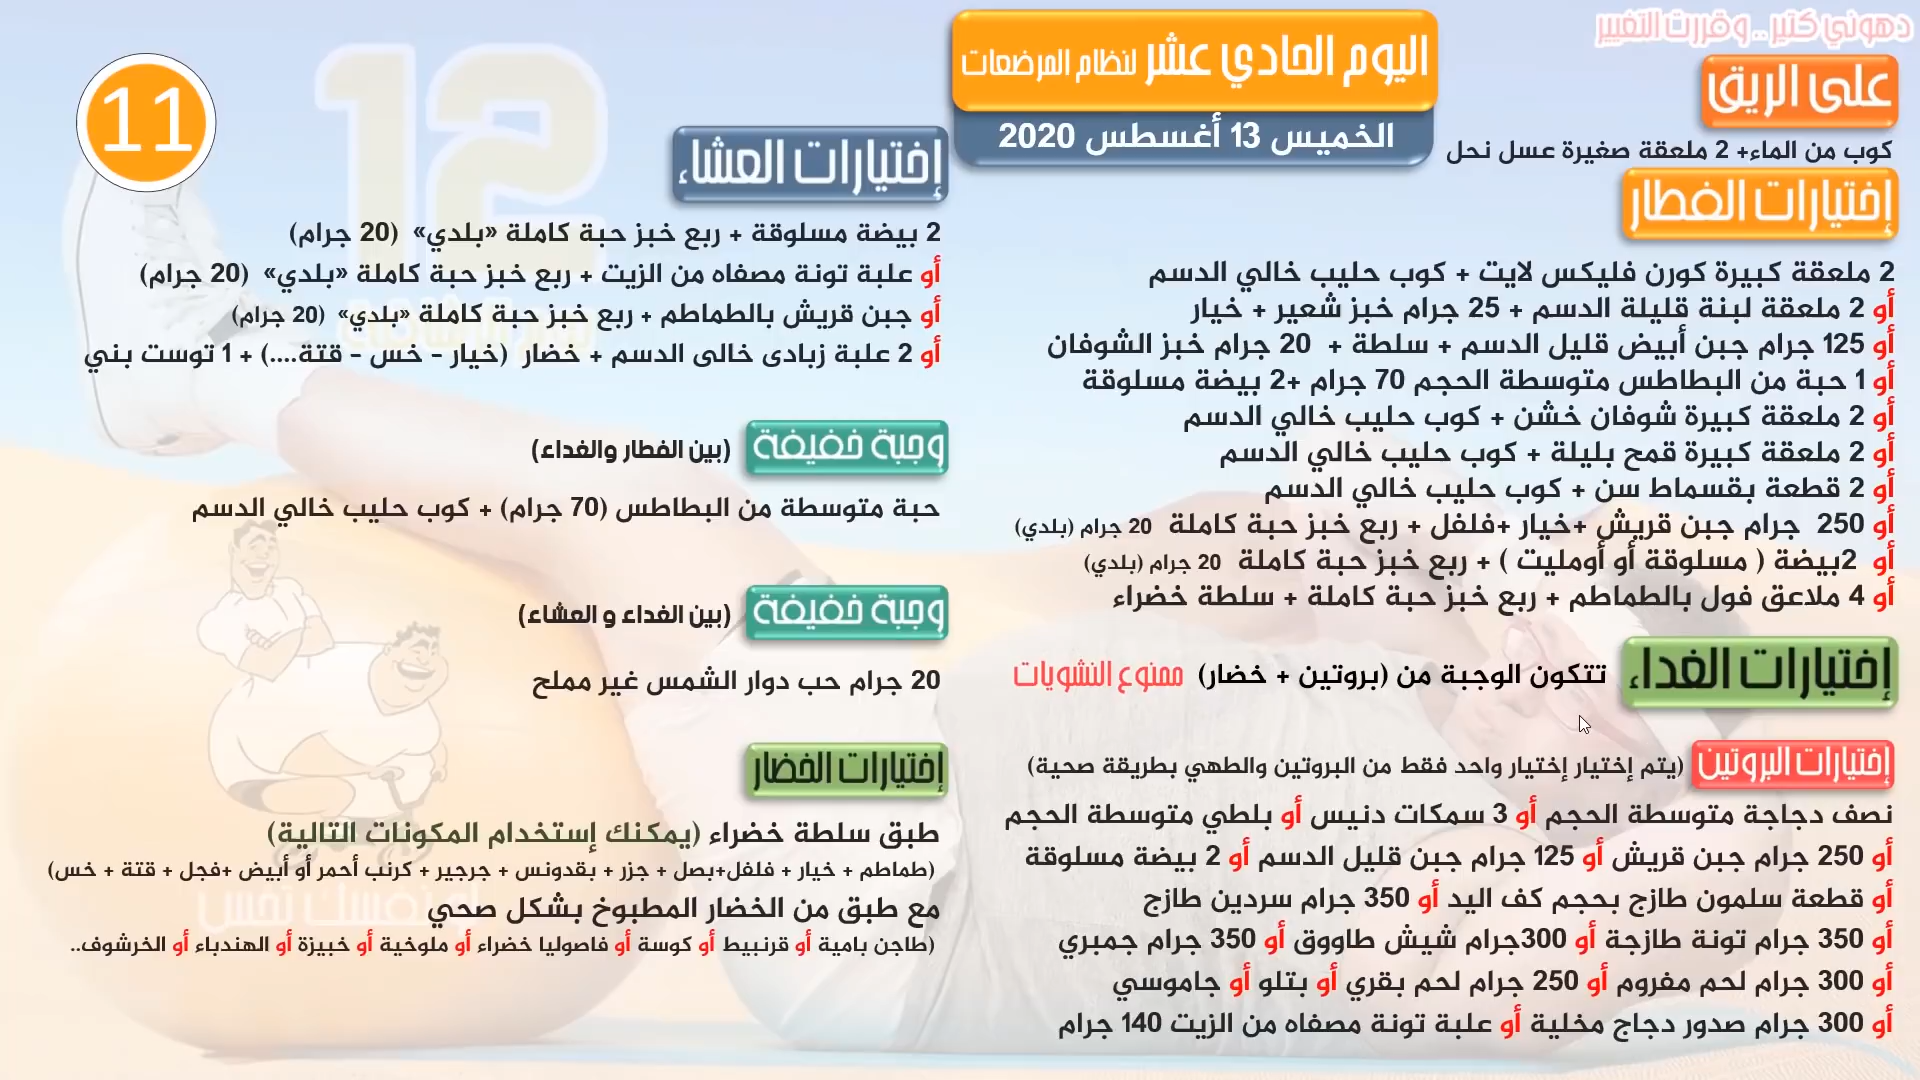 دهوني كتير .. و قررت التغيير
اليوم الحادي عشر لنظام المرضعات
الخميس 13 أغسطس 2020
11
12
على الريق
كوب من الماء+ 2 ملعقة صغيرة عسل نحل
إختيارات الفطار
2 ملعقة كبيرة كورن فليكس لايت + كوب حليب خالي الدسم
أو 2 ملعقة لبنة قليلة الدسم + 25 جرام خبز شعير + خيار
أو 125 جرام جبن أبيض قليل الدسم + سلطة + 20 جرام خبز الشوفان
أو 1 حبة من البطاطس متوسطة الحجم 70 جرام +2 بيضة مسلوقة
أو 2 ملعقة كبيرة شوفان خشن + كوب حليب خالي الدسم
أو 2 ملعقة كبيرة قمح بليلة + كوب حليب خالي الدسم
أو 2 قطعة بقسماط سن + كوب حليب خالي الدسم
أو 250 جرام جبن قريش +خيار +فلفل + ربع خبز حبة كاملة 20 جرام (بلدي)
أو 2بيضة ( مسلوقة أو أومليت ) + ربع خبز حبة كاملة 20 جرام (بلدي)
أو 4 ملاعق فول بالطماطم + ربع خبز حبة كاملة + سلطة خضراء
إختيارات الغداء
تتكون الوجبة من (بروتين + خضار) ممنوع النشويات
إختيارات البروتين (يتم إختيار إختيار واحد فقط من البروتين والطهي بطريقة صحية)
نصف دجاجة متوسطة الحجم أو 3 سمكات دنيس أو بلطي متوسطة الحجم
أو 250 جرام جبن قريش أو 125 جرام جبن قليل الدسم أو 2 بيضة مسلوقة
أو قطعة سلمون طازج بحجم كف اليد أو 350 جرام سردين طازج
أو 350 جرام تونة طازجة أو 300جرام شيش طاووق أو 350 جرام جمبري
أو 300 جرام لحم مفروم أو 250 جرام لحم بقري أو بتلو أو جاموسي
أو 300 جرام صدور دجاج مخلية أو علبة تونة مصفاه من الزيت 140 جرام
إختيارات العشاء
2 بيضة مسلوقة + ربع خبز حبة كاملة «بلدي» (20 جرام)
أو علبة تونة مصفاه من الزيت + ربع خبز حبة كاملة «بلدي» (20 جرام)
أو جبن قريش بالطماطم + ربع خبز حبة كاملة «بلدي» (20 جرام)
أو 2 علبة زبادى خالى الدسم + خضار (خيار - خس - قتة....) + 1 توست بني
وجبة خفيفة (بين الفطار والغداء)
حبة متوسطة من البطاطس (70 جرام) + كوب حليب خالي الدسم
وجبة خفيفة (بين الغداء و العشاء)
20 جرام حب دوار الشمس غير مملح
إختيارات الخضار
طبق سلطة خضراء (يمكنك إستخدام المكونات التالية)
(طماطم + خيار + فلفل+بصل + جزر + بقدونس + جرجير + كرنب أحمر أو أبيض +فجل + قتة + خس)
مع طبق من الخضار المطبوخ بشكل صحي
(طاجن بامية أو قرنبيط أو كوسة أو فاصوليا خضراء أو ملوخية أو خبيزة أو الهندباء أو الخرشوف..
لو نفسك تخس